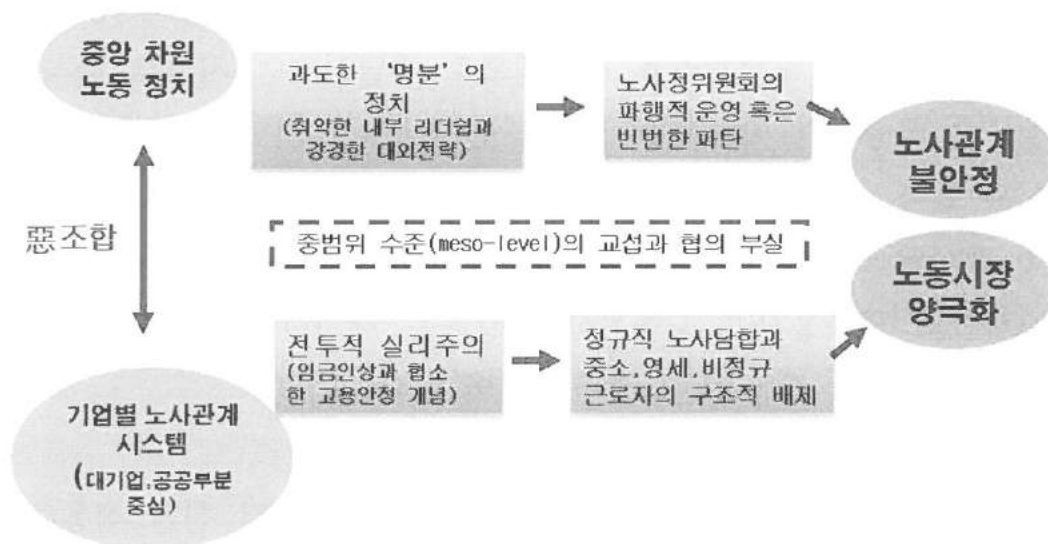 중앙 차원
노동 정치
과도한 '명분'의
정치
(취약한 내부 리더쉽과
강경한 대외전략)
노사정위원회의
파행적 운영 혹은
빈번한 파탄
노사관계
불안정
惡조합
중범위 수준(meso-level)의 교섭과 협의 부실
노동시장
양극화
전투적 실리주의
(임금인상과 협소
한 고용안정 개념)
정규직 노사담합과
중소,영세,비정규
근로자의 구조적 배제
기업별 노사관계
시스템
(대기업,공공부분
중심)